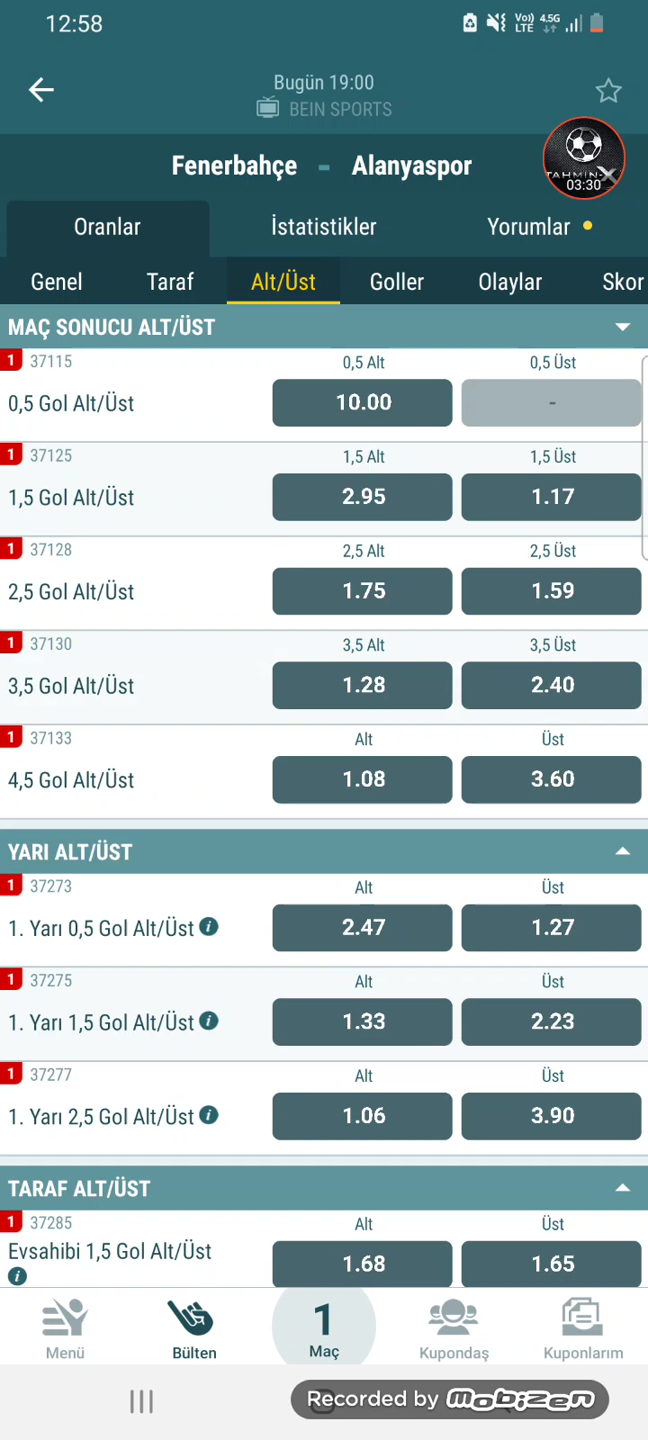 12:58
Vo)) 4.5G
LTE
Bugün 19:00
BEIN SPORTS
Fenerbahçe - Alanyaspor
TAHMIN-X
03:30
Oranlar İstatistikler Yorumlar
Genel Taraf Alt/Üst Goller Olaylar Skor
MAÇ SONUCU ALT/ÜST
1 37115 0,5 Alt 0,5 Üst
0,5 Gol Alt/Üst 10.00 -
1 37125 1,5 Alt 1,5 Üst
1,5 Gol Alt/Üst 2.95 1.17
1 37128 2,5 Alt 2,5 Üst
2,5 Gol Alt/Üst 1.75 1.59
1 37130 3,5 Alt 3,5 Üst
3,5 Gol Alt/Üst 1.28 2.40
1 37133 Alt Üst
4,5 Gol Alt/Üst 1.08 3.60
YARI ALT/ÜST
1 37273 Alt Üst
1. Yarı 0,5 Gol Alt/Üst i 2.47 1.27
1 37275 Alt Üst
1. Yarı 1,5 Gol Alt/Üst i 1.33 2.23
1 37277 Alt Üst
1. Yarı 2,5 Gol Alt/Üst i 1.06 3.90
TARAF ALT/ÜST
1 37285 Alt Üst
Evsahibi 1,5 Gol Alt/Üst 1.68 1.65
i
1
Menü Bülten Maç Kupondaş Kuponlarım
Recorded by mobizen